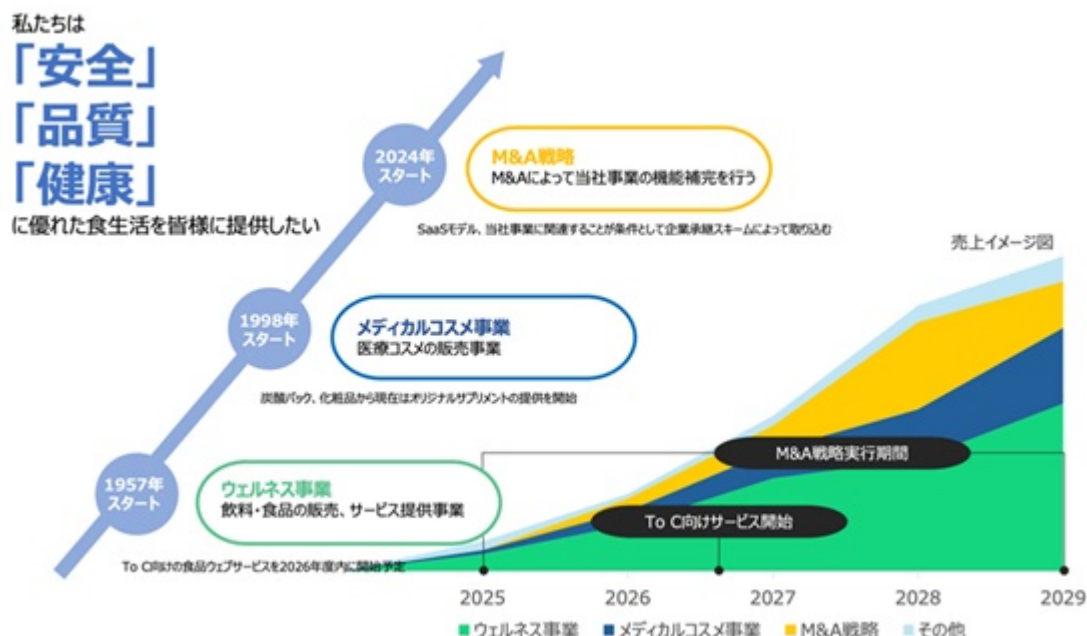 私たちは
「安全」
「品質」
「健康」
に優れた食生活を皆様に提供したい
2024年
スタート
M&A戦略
M&Aによって当社事業の機能補完を行う
SaaSモデル、当社事業に関連することが条件として企業承継スキームによって取り込む
売上イメージ図
1998年
スタート
メディカルコスメ事業
医療コスメの販売事業
炭酸パック、化粧品から現在はオリジナルサプリメントの提供を開始
1957年
スタート
ウェルネス事業
飲料・食品の販売、サービス提供事業
To C向けの食品ウェブサービスを2026年度内に開始予定
M&A戦略実行期間
To C向けサービス開始
2025 2026 2027 2028 2029
ウェルネス事業 メディカルコスメ事業 M&A戦略 その他